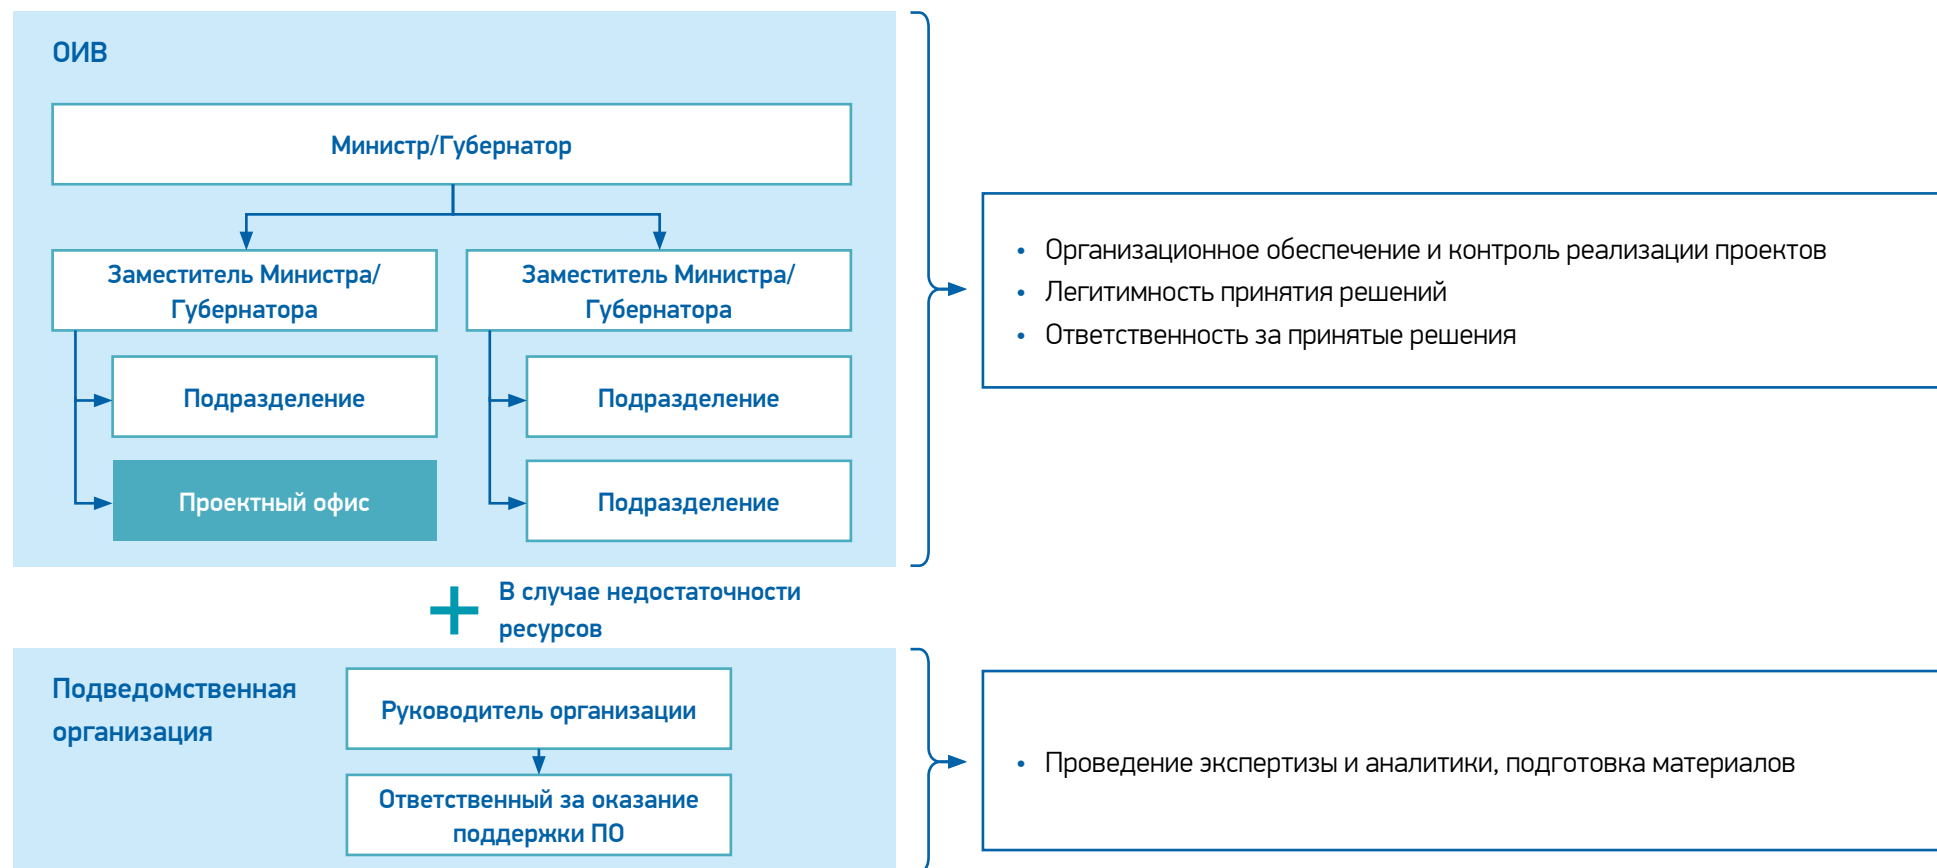 ОИВ
Министр/Губернатор
Заместитель Министра/
Губернатора
Заместитель Министра/
Губернатора
Подразделение
Подразделение
Проектный офис
Подразделение
• Организационное обеспечение и контроль реализации проектов
• Легитимность принятия решений
• Ответственность за принятые решения
В случае недостаточности
ресурсов
Подведомственная
организация
Руководитель организации
Ответственный за оказание
поддержки ПО
• Проведение экспертизы и аналитики, подготовка материалов